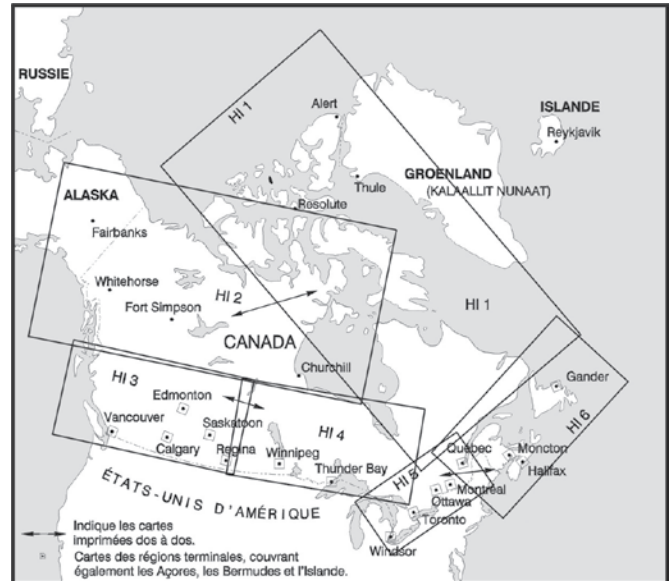 RUSSIE
HI 1
Alert
ISLANDE
Reykjavik
Thule
GROENLAND
(KALAALLIT NUNAAT)
ALASKA
Resolute
Fairbanks
Whitehorse
HI 2
Fort Simpson
HI 1
CANADA
Churchill
HI 3
Edmonton
Gander
Vancouver
Saskatoon
HI 4
HI 6
Calgary
Regina
Winnipeg
Québec
Moncton
Thunder Bay
HI 5
Halifax
Montréal
Ottawa
ÉTATS-UNIS D'AMÉRIQUE
Toronto
Windsor
Indique les cartes
imprimées dos à dos.
Cartes des régions terminales, couvrant
également les Açores, les Bermudes et l'Islande.